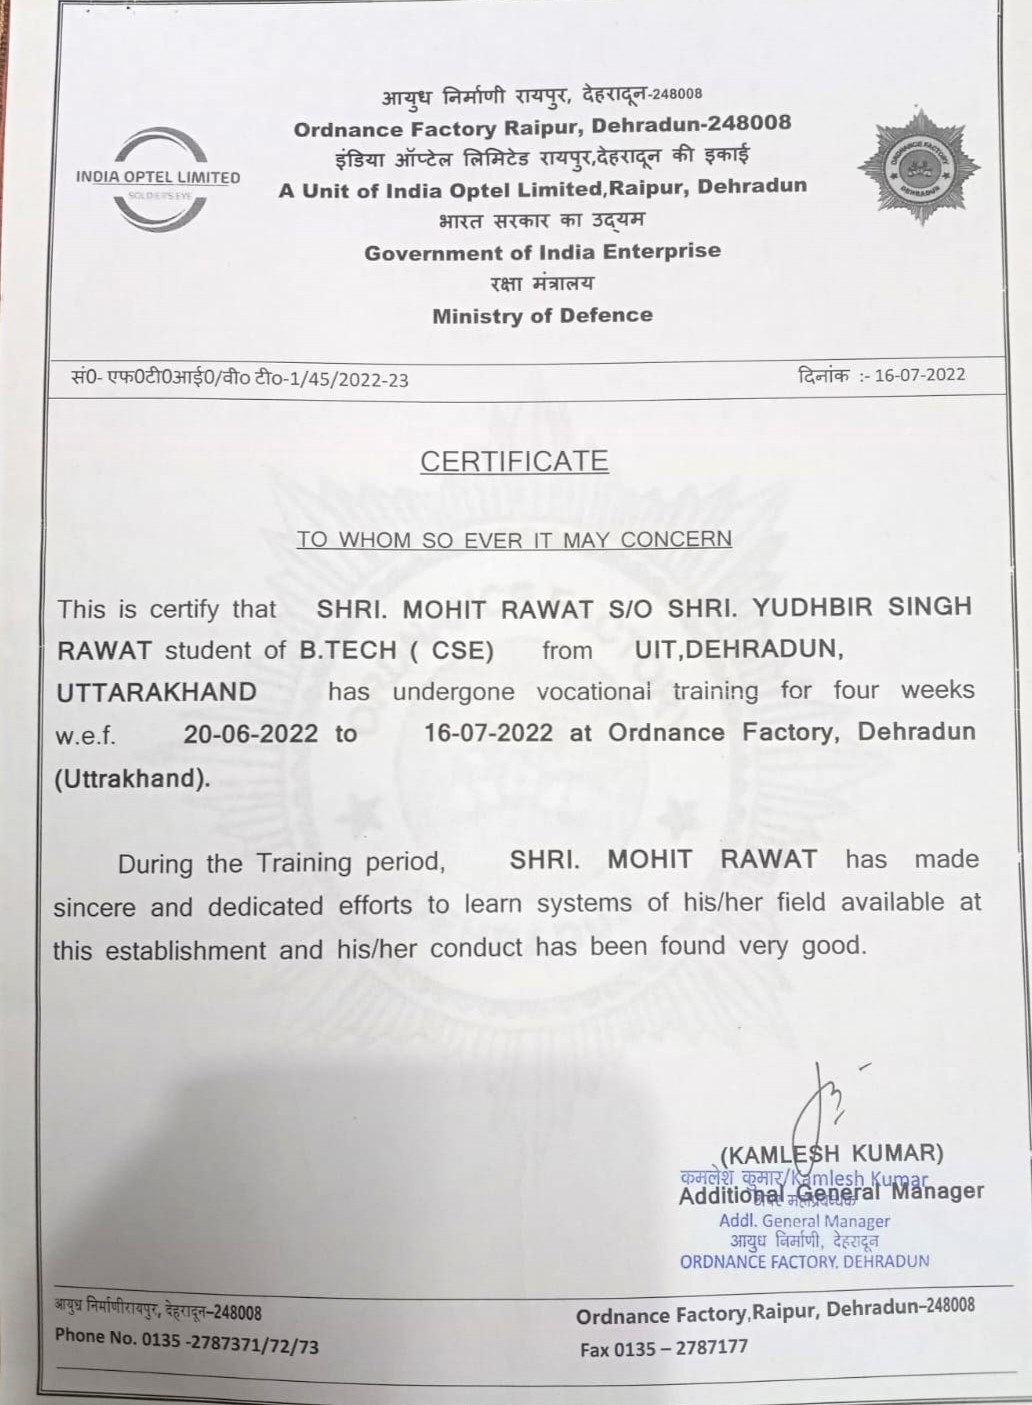 आयुध निर्माणी रायपुर, देहरादून-248008
Ordnance Factory Raipur, Dehradun-248008
इंडिया ऑप्टेल लिमिटेड रायपुर,देहरादून की इकाई
A Unit of India Optel Limited,Raipur, Dehradun
भारत सरकार का उद्यम
Government of India Enterprise
रक्षा मंत्रालय
Ministry of Defence
INDIA OPTEL LIMITED
ORDNANCE FACTORY
DEHRADUN
सं0- एफ0टी0आई0/वी० टी०-1/45/2022-23
दिनांक :- 16-07-2022
CERTIFICATE
TO WHOM SO EVER IT MAY CONCERN
This is certify that SHRI. MOHIT RAWAT S/O SHRI. YUDHBIR SINGH
RAWAT student of B.TECH ( CSE) from UIT,DEHRADUN,
UTTARAKHAND has undergone vocational training for four weeks
w.e.f. 20-06-2022 to 16-07-2022 at Ordnance Factory, Dehradun
(Uttrakhand).
During the Training period, SHRI. MOHIT RAWAT has made
sincere and dedicated efforts to learn systems of his/her field available at
this establishment and his/her conduct has been found very good.
(KAMLESH KUMAR)
कमलेश कुमार/Kamlesh Kumar
Additional General Manager
Addl. General Manager
आयुध निर्माणी, देहरादून
ORDNANCE FACTORY, DEHRADUN
आयुध निर्माणीरायपुर, देहरादून–248008
Phone No. 0135 -2787371/72/73
Ordnance Factory,Raipur, Dehradun–248008
Fax 0135 – 2787177